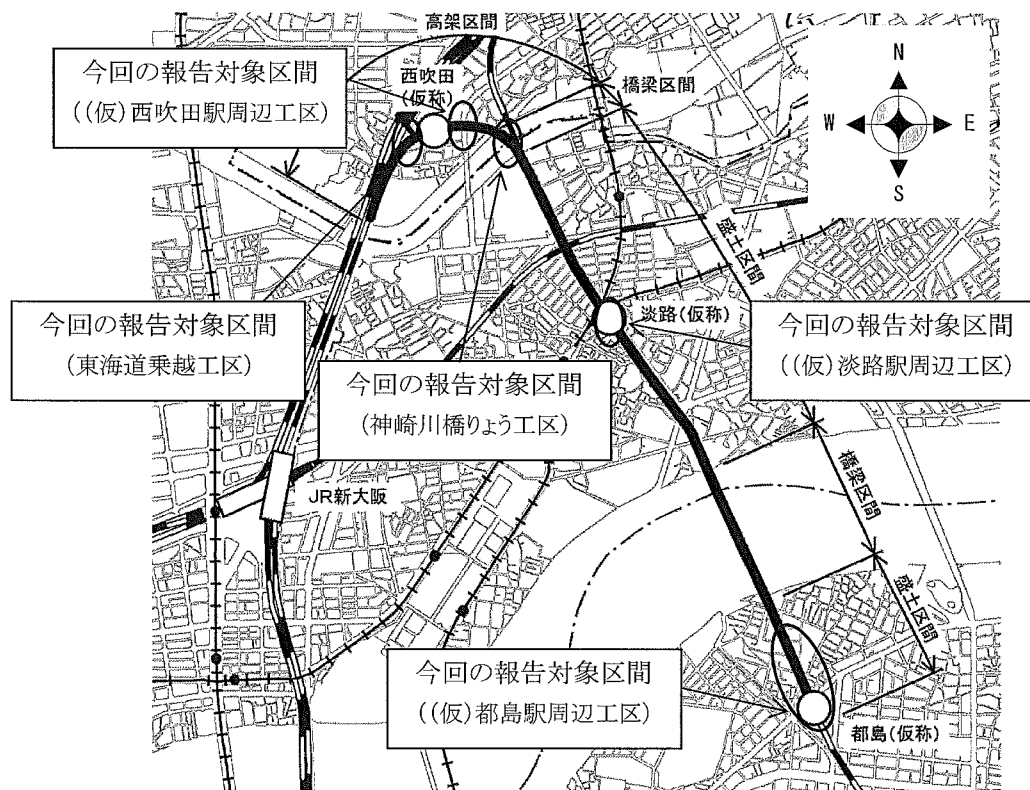 高架区間
今回の報告対象区間
((仮)西吹田駅周辺工区)
西吹田
(仮称)
橋梁区間
N
W
E
S
盛土区間
今回の報告対象区間
(東海道乗越工区)
淡路(仮称)
今回の報告対象区間
((仮)淡路駅周辺工区)
今回の報告対象区間
(神崎川橋りょう工区)
橋梁区間
JR新大阪
盛土区間
今回の報告対象区間
((仮)都島駅周辺工区)
都島(仮称)